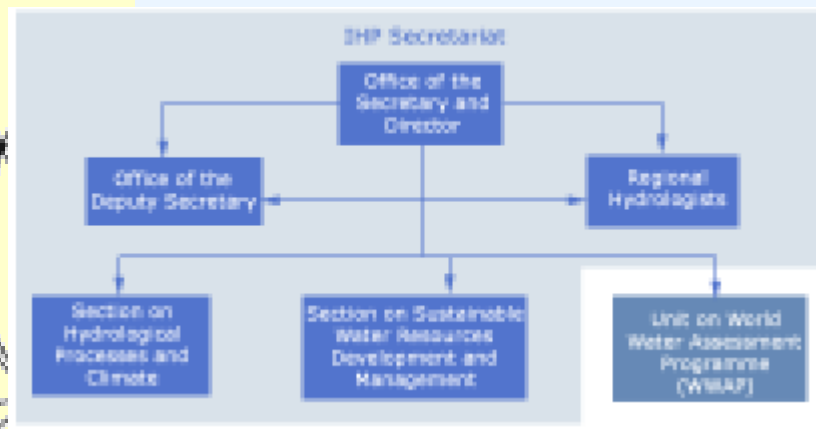 IHP Secretariat
Office of the
Secretary and
Director
Office of the
Deputy Secretary
Regional
Hydrologists
Section on
Hydrological
Processes and
Climate
Section on Sustainable
Water Resources
Development and
Management
Unit on World
Water Assessment
Programme
(WWAP)